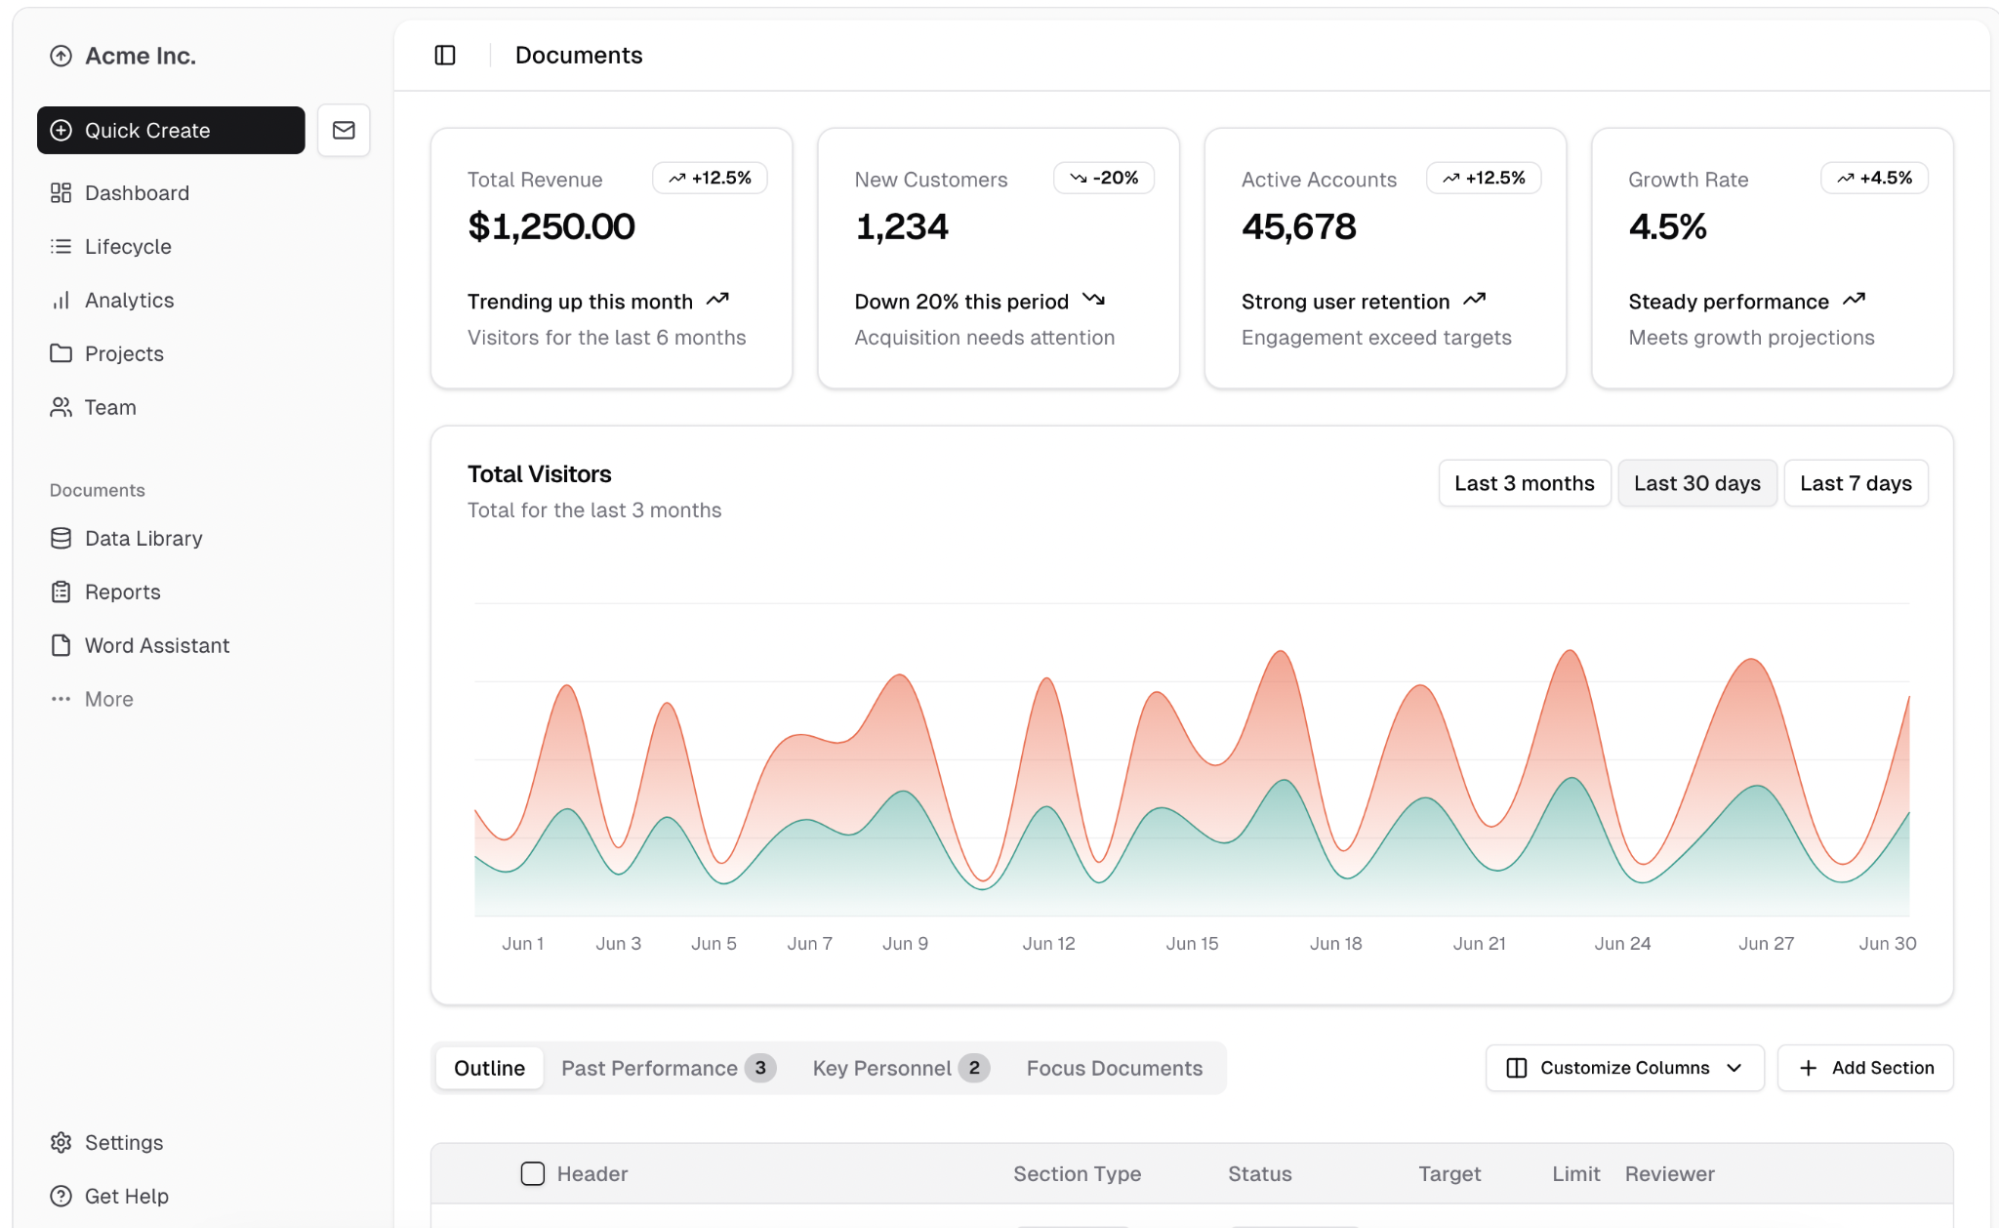 Acme Inc.
Quick Create
Dashboard
Lifecycle
Analytics
Projects
Team
Documents
Data Library
Reports
Word Assistant
More
Settings
Get Help
Documents
Total Revenue
+12.5%
$1,250.00
Trending up this month
Visitors for the last 6 months
New Customers
-20%
1,234
Down 20% this period
Acquisition needs attention
Active Accounts
+12.5%
45,678
Strong user retention
Engagement exceed targets
Growth Rate
+4.5%
4.5%
Steady performance
Meets growth projections
Total Visitors
Total for the last 3 months
Last 3 months
Last 30 days
Last 7 days
Jun 1 Jun 3 Jun 5 Jun 7 Jun 9 Jun 12 Jun 15 Jun 18 Jun 21 Jun 24 Jun 27 Jun 30
Outline
Past Performance 3
Key Personnel 2
Focus Documents
Customize Columns
Add Section
Header Section Type Status Target Limit Reviewer